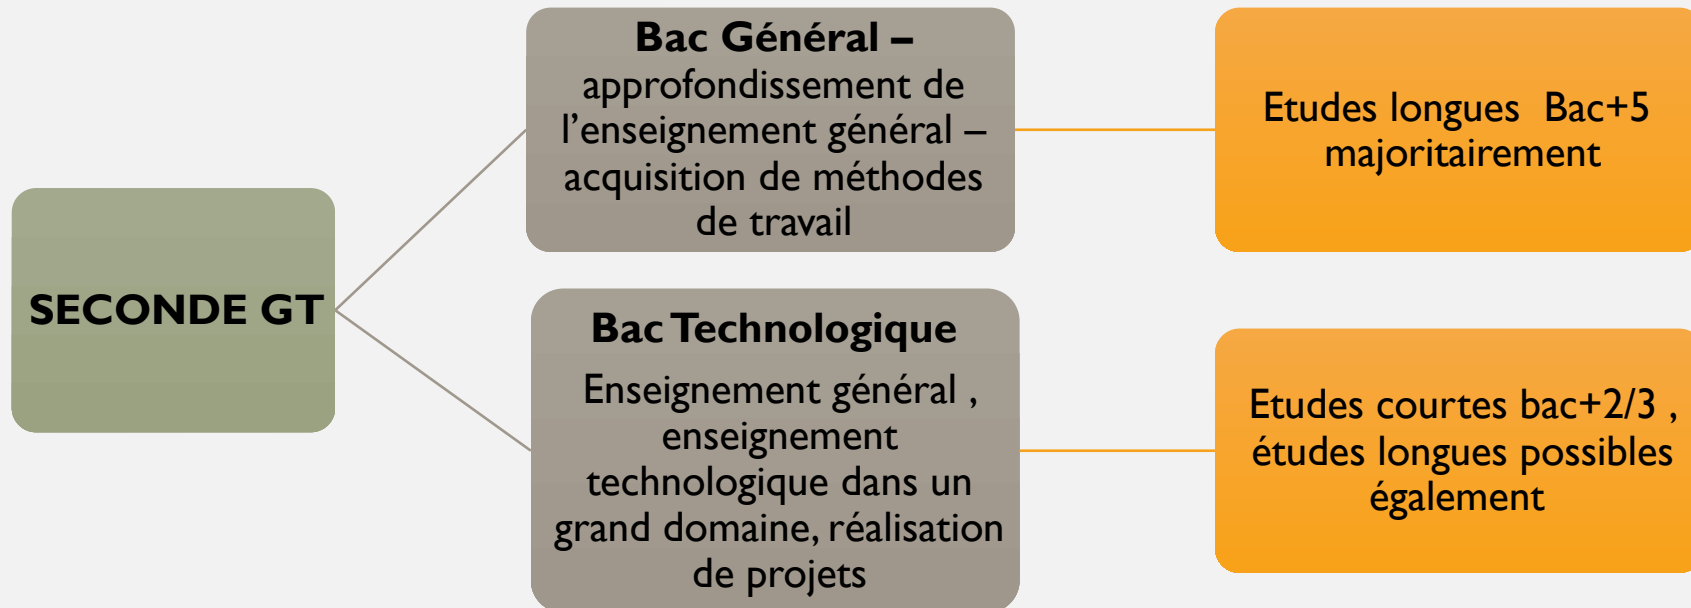 SECONDE GT
Bac Général –
approfondissement de
l’enseignement général –
acquisition de méthodes
de travail
Etudes longues  Bac+5
majoritairement
Bac Technologique
Enseignement général ,
enseignement
technologique dans un
grand domaine, réalisation
de projets
Etudes courtes bac+2/3 ,
études longues possibles
également